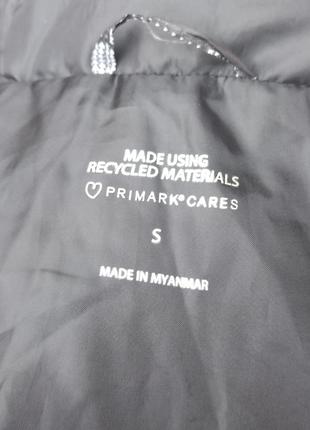 MADE USING
RECYCLED MATERIALS
PRIMARK® CARES
S
MADE IN MYANMAR